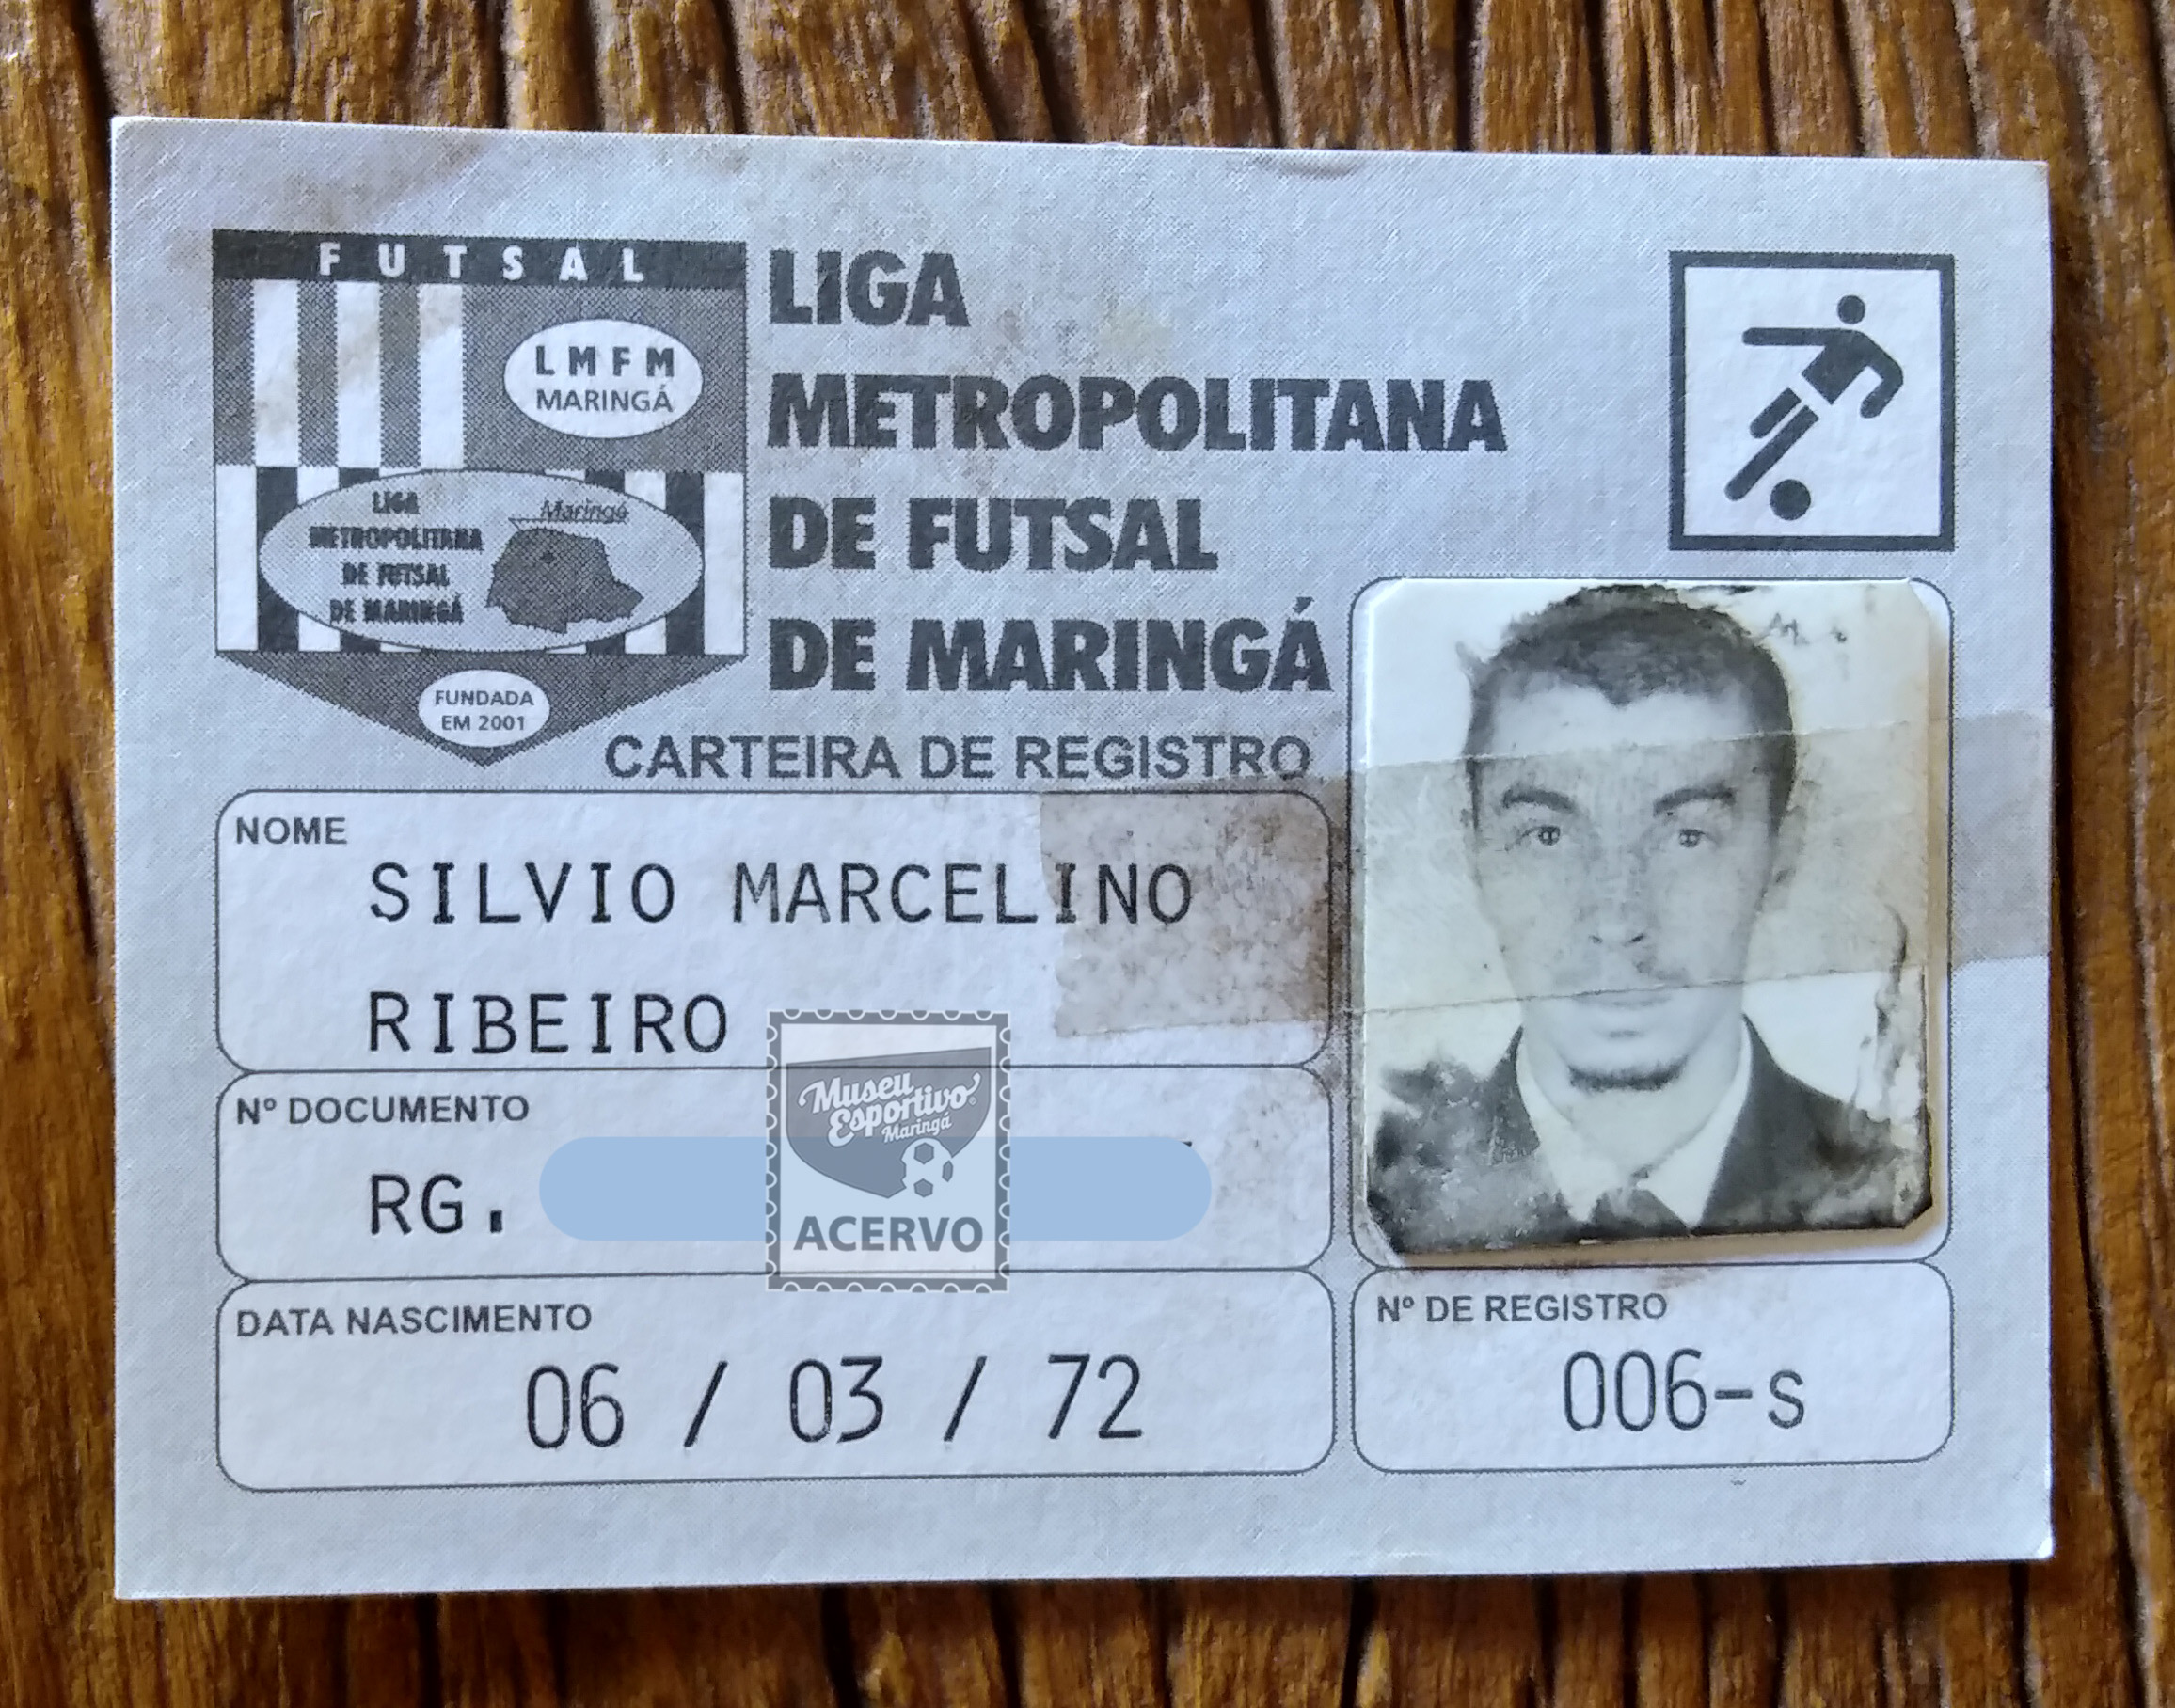 FUTSAL
LMFM
MARINGÁ
LIGA
METROPOLITANA
DE FUTSAL
DE MARINGÁ
Maringá
FUNDADA
EM 2001
LIGA
METROPOLITANA
DE FUTSAL
DE MARINGÁ
CARTEIRA DE REGISTRO
NOME
SILVIO MARCELINO
RIBEIRO
Nº DOCUMENTO
RG.
Museu
Esportivo
Maringá
ACERVO
DATA NASCIMENTO
06 / 03 / 72
Nº DE REGISTRO
006-s